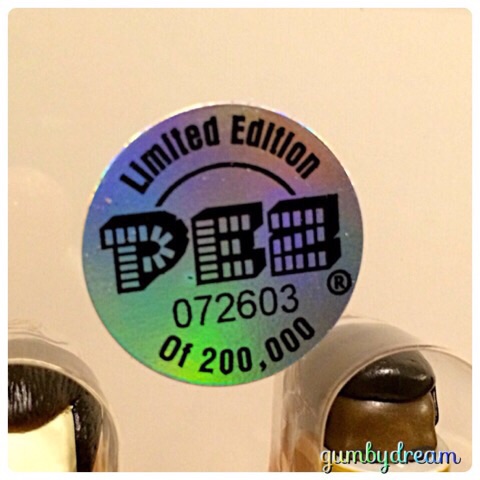 Limited Edition
PEZ®
072603
Of 200,000
gumbydream